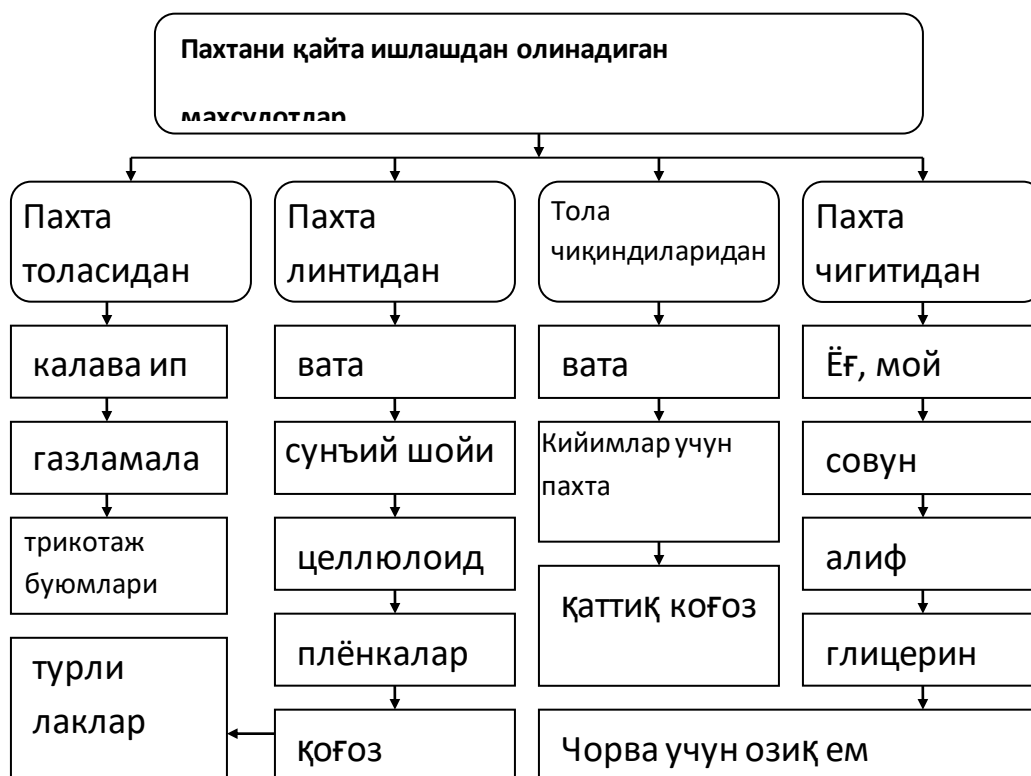 Пахтани қайта ишлашдан олинадиган
маҳсулотлар
Пахта
толасидан
Пахта
линтидан
Тола
чиқиндиларидан
Пахта
чигитидан
калава ип
газламала
трикотаж
буюмлари
турли
лаклар
вата
сунъий шойи
целлюлоид
плёнкалар
қоғоз
вата
Кийимлар учун
пахта
қаттиқ коғоз
Ёғ, мой
совун
алиф
глицерин
Чорва учун озиқ ем